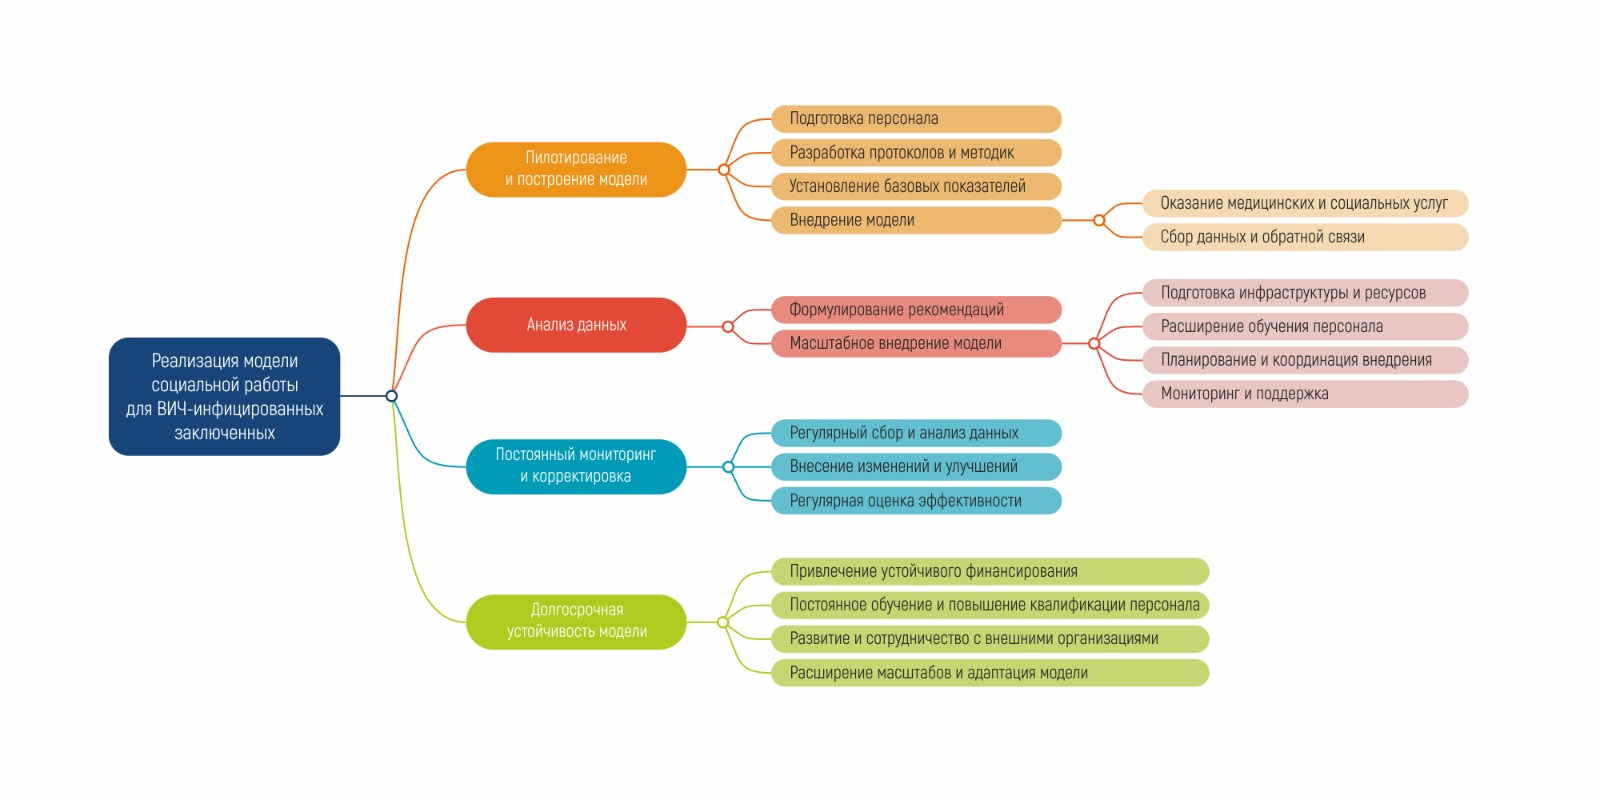 Реализация модели
социальной работы
для ВИЧ-инфицированных
заключенных
Пилотирование
и построение модели
Подготовка персонала
Разработка протоколов и методик
Установление базовых показателей
Внедрение модели
Оказание медицинских и социальных услуг
Сбор данных и обратной связи
Анализ данных
Формулирование рекомендаций
Масштабное внедрение модели
Подготовка инфраструктуры и ресурсов
Расширение обучения персонала
Планирование и координация внедрения
Мониторинг и поддержка
Постоянный мониторинг
и корректировка
Регулярный сбор и анализ данных
Внесение изменений и улучшений
Регулярная оценка эффективности
Долгосрочная
устойчивость модели
Привлечение устойчивого финансирования
Постоянное обучение и повышение квалификации персонала
Развитие и сотрудничество с внешними организациями
Расширение масштабов и адаптация модели